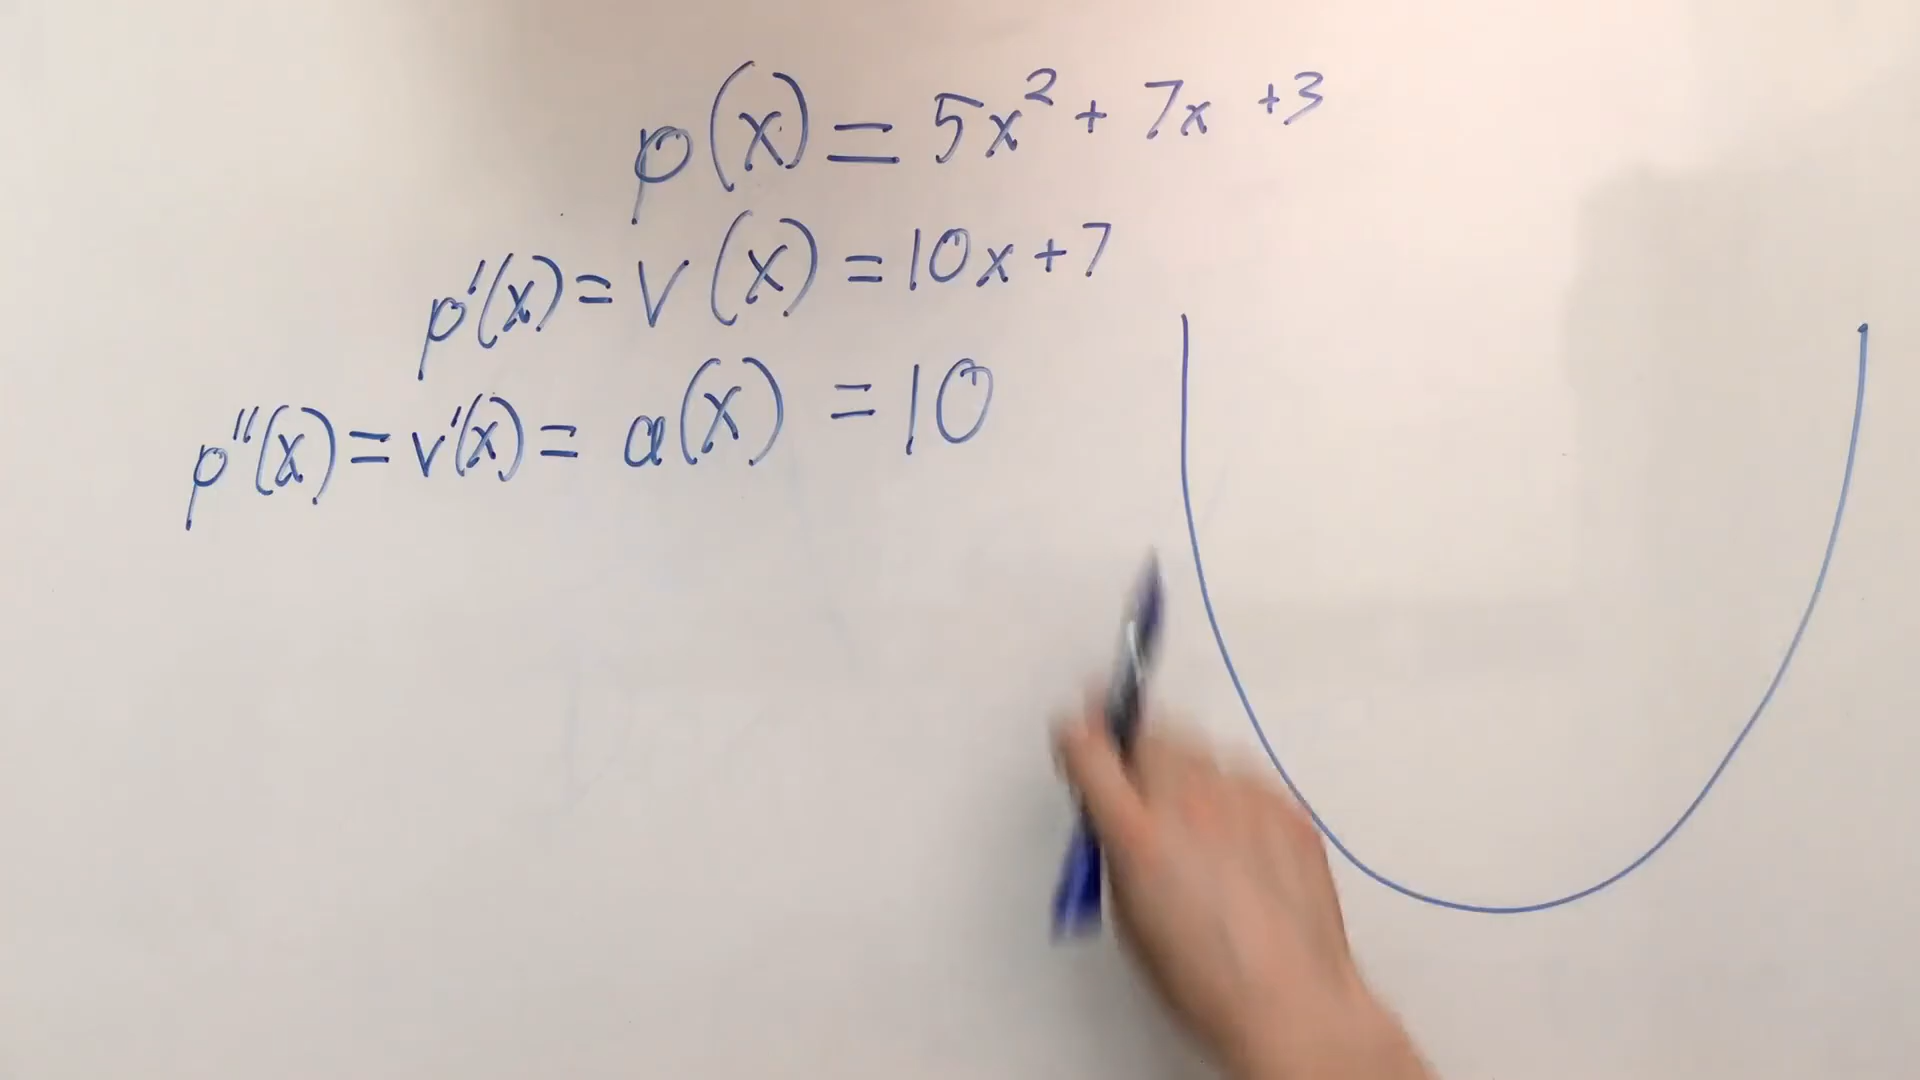 p(x) = 5x² + 7x + 3
p'(x) = v(x) = 10x + 7
p''(x) = v'(x) = a(x) = 10